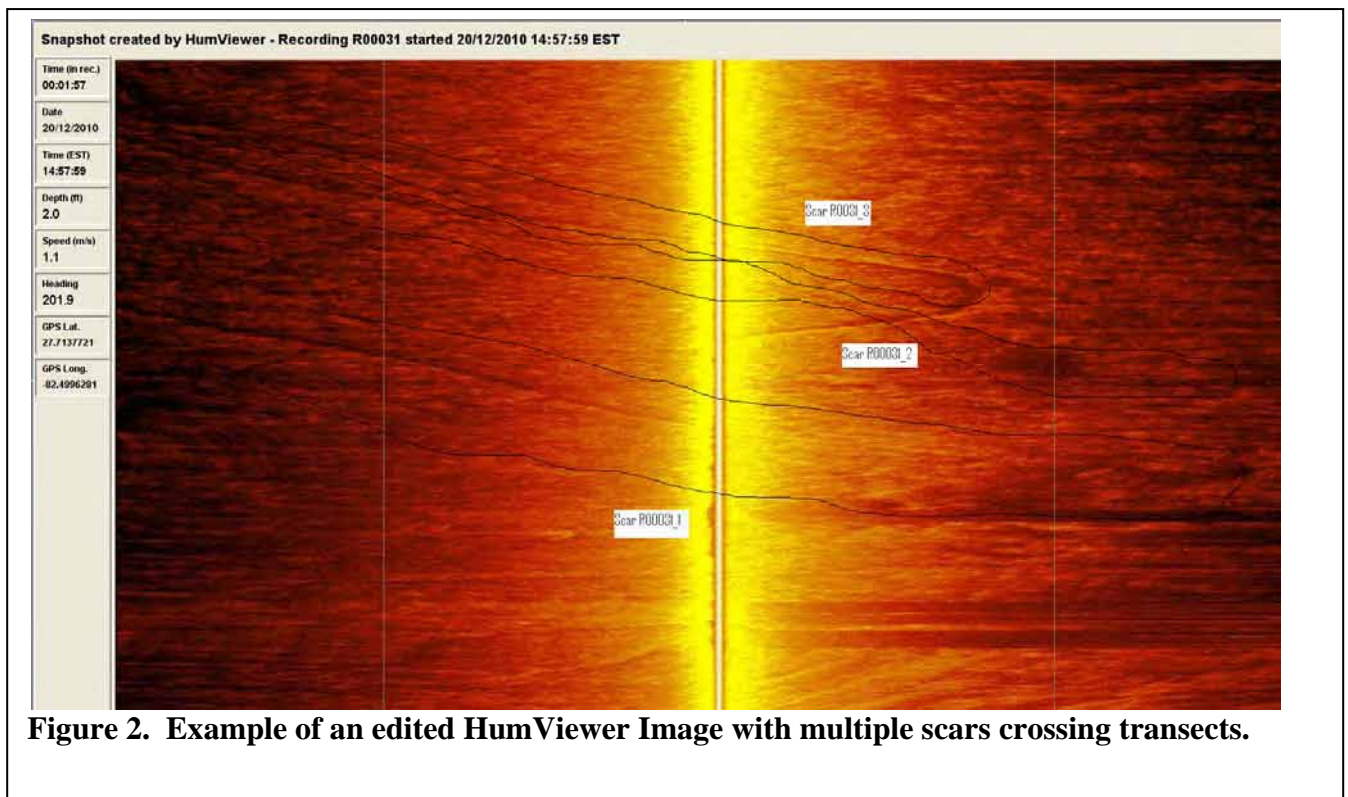 Snapshot created by HumViewer - Recording R00031 started 20/12/2010 14:57:59 EST
Time (in rec.)
00:01:57
Date
20/12/2010
Time (EST)
14:57:59
Depth (ft)
2.0
Speed (m/s)
1.1
Heading
201.9
GPS Lat.
27.7137721
GPS Long.
-82.4996281
Scar R0031_3
Scar R00031_2
Scar R00031_1
Figure 2. Example of an edited HumViewer Image with multiple scars crossing transects.